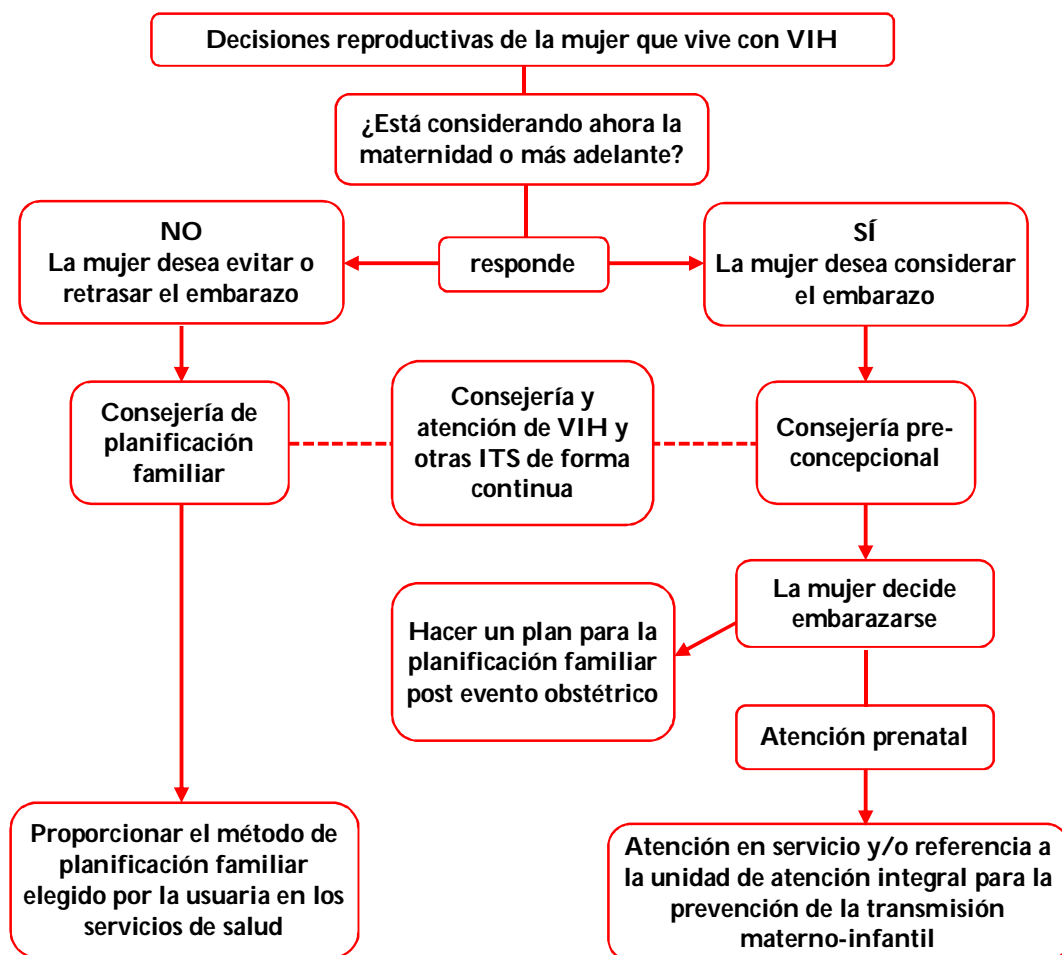 Decisiones reproductivas de la mujer que vive con VIH
¿Está considerando ahora la
maternidad o más adelante?
NO
La mujer desea evitar o
retrasar el embarazo
responde
SÍ
La mujer desea considerar
el embarazo
Consejería de
planificación
familiar
Consejería y
atención de VIH y
otras ITS de forma
continua
Consejería pre-
concepcional
La mujer decide
embarazarse
Hacer un plan para la
planificación familiar
post evento obstétrico
Atención prenatal
Proporcionar el método de
planificación familiar
elegido por la usuaria en los
servicios de salud
Atención en servicio y/o referencia a
la unidad de atención integral para la
prevención de la transmisión
materno-infantil